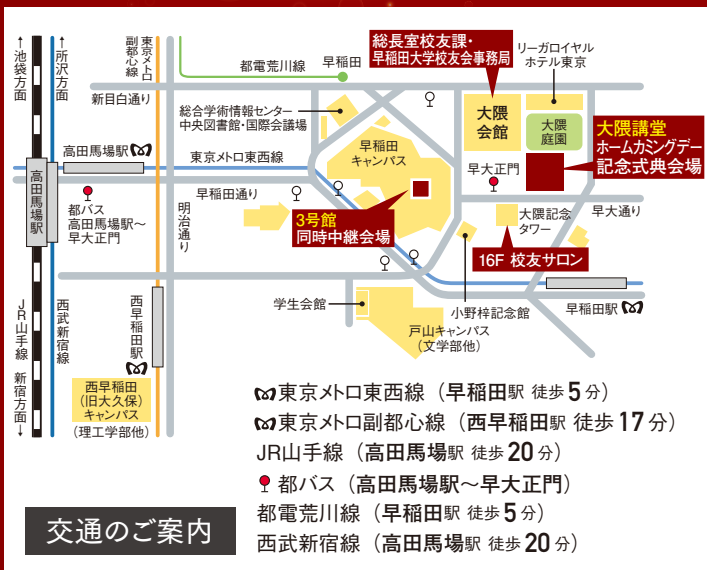 ←池袋方面
←所沢方面
東京メトロ
副都心線
都電荒川線
早稲田
総長室校友課・
早稲田大学校友会事務局
リーガロイヤル
ホテル東京
新目白通り
総合学術情報センター
中央図書館・国際会議場
大隈
会館
大隈
庭園
大隈講堂
ホームカミングデー
記念式典会場
高田馬場駅
東京メトロ東西線
早稲田
キャンパス
早大正門
高田馬場駅
早稲田通り
都バス
高田馬場駅〜
早大正門
明治通り
3号館
同時中継会場
大隈記念
タワー
早大通り
16F 校友サロン
西早稲田駅
学生会館
小野梓記念館
早稲田駅
戸山キャンパス
(文学部他)
JR山手線 新宿方面→
西武新宿線
西早稲田
(旧大久保)
キャンパス
(理工学部他)
東京メトロ東西線(早稲田駅 徒歩5分)
東京メトロ副都心線(西早稲田駅 徒歩17分)
JR山手線(高田馬場駅 徒歩20分)
都バス(高田馬場駅〜早大正門)
都電荒川線(早稲田駅 徒歩5分)
西武新宿線(高田馬場駅 徒歩20分)
交通のご案内